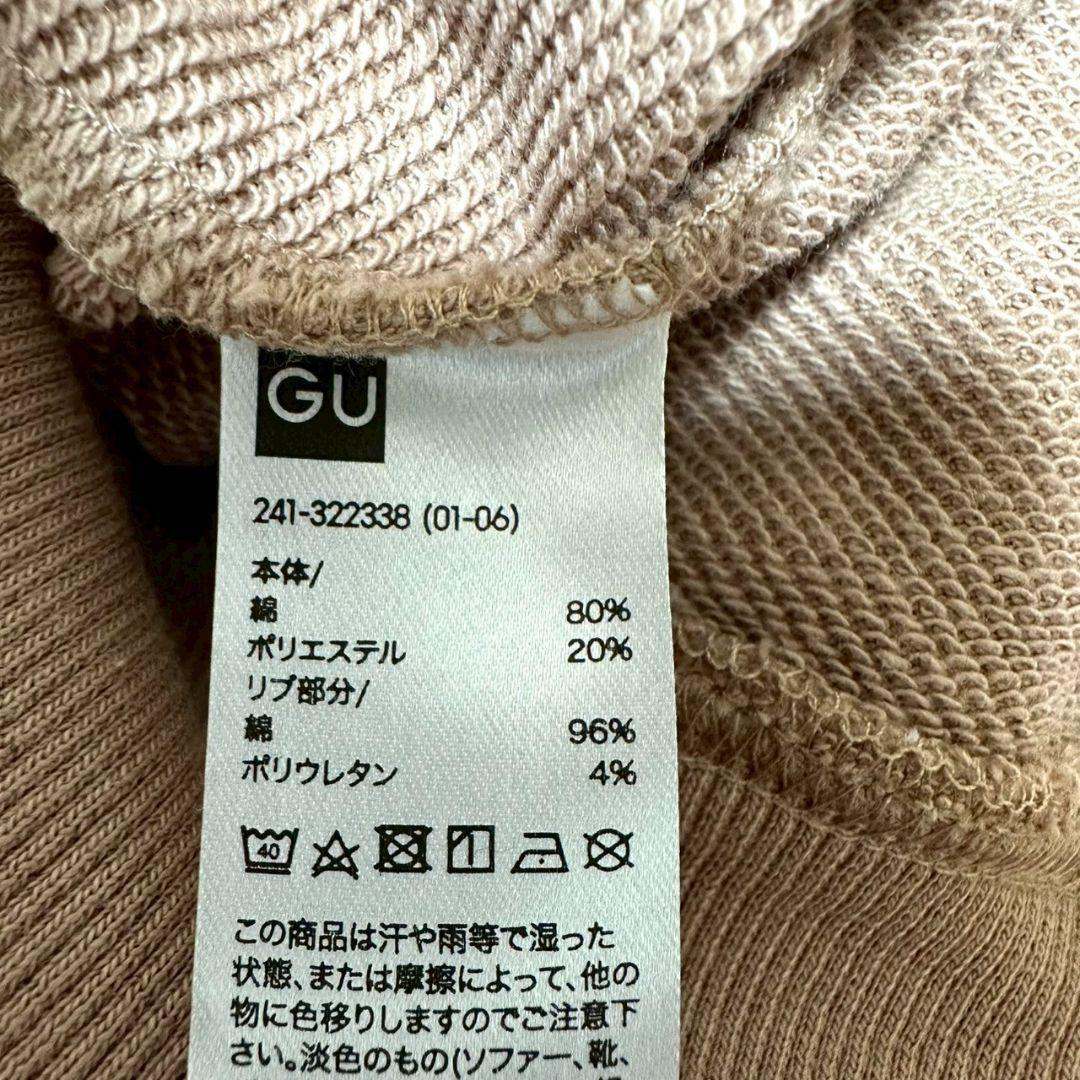 GU
241-322338 (01-06)
本体/
綿 80%
ポリエステル 20%
リブ部分/
綿 96%
ポリウレタン 4%
40
この商品は汗や雨等で湿った
状態、または摩擦によって、他の
物に色移りしますのでご注意下
さい。淡色のもの(ソファー、靴、